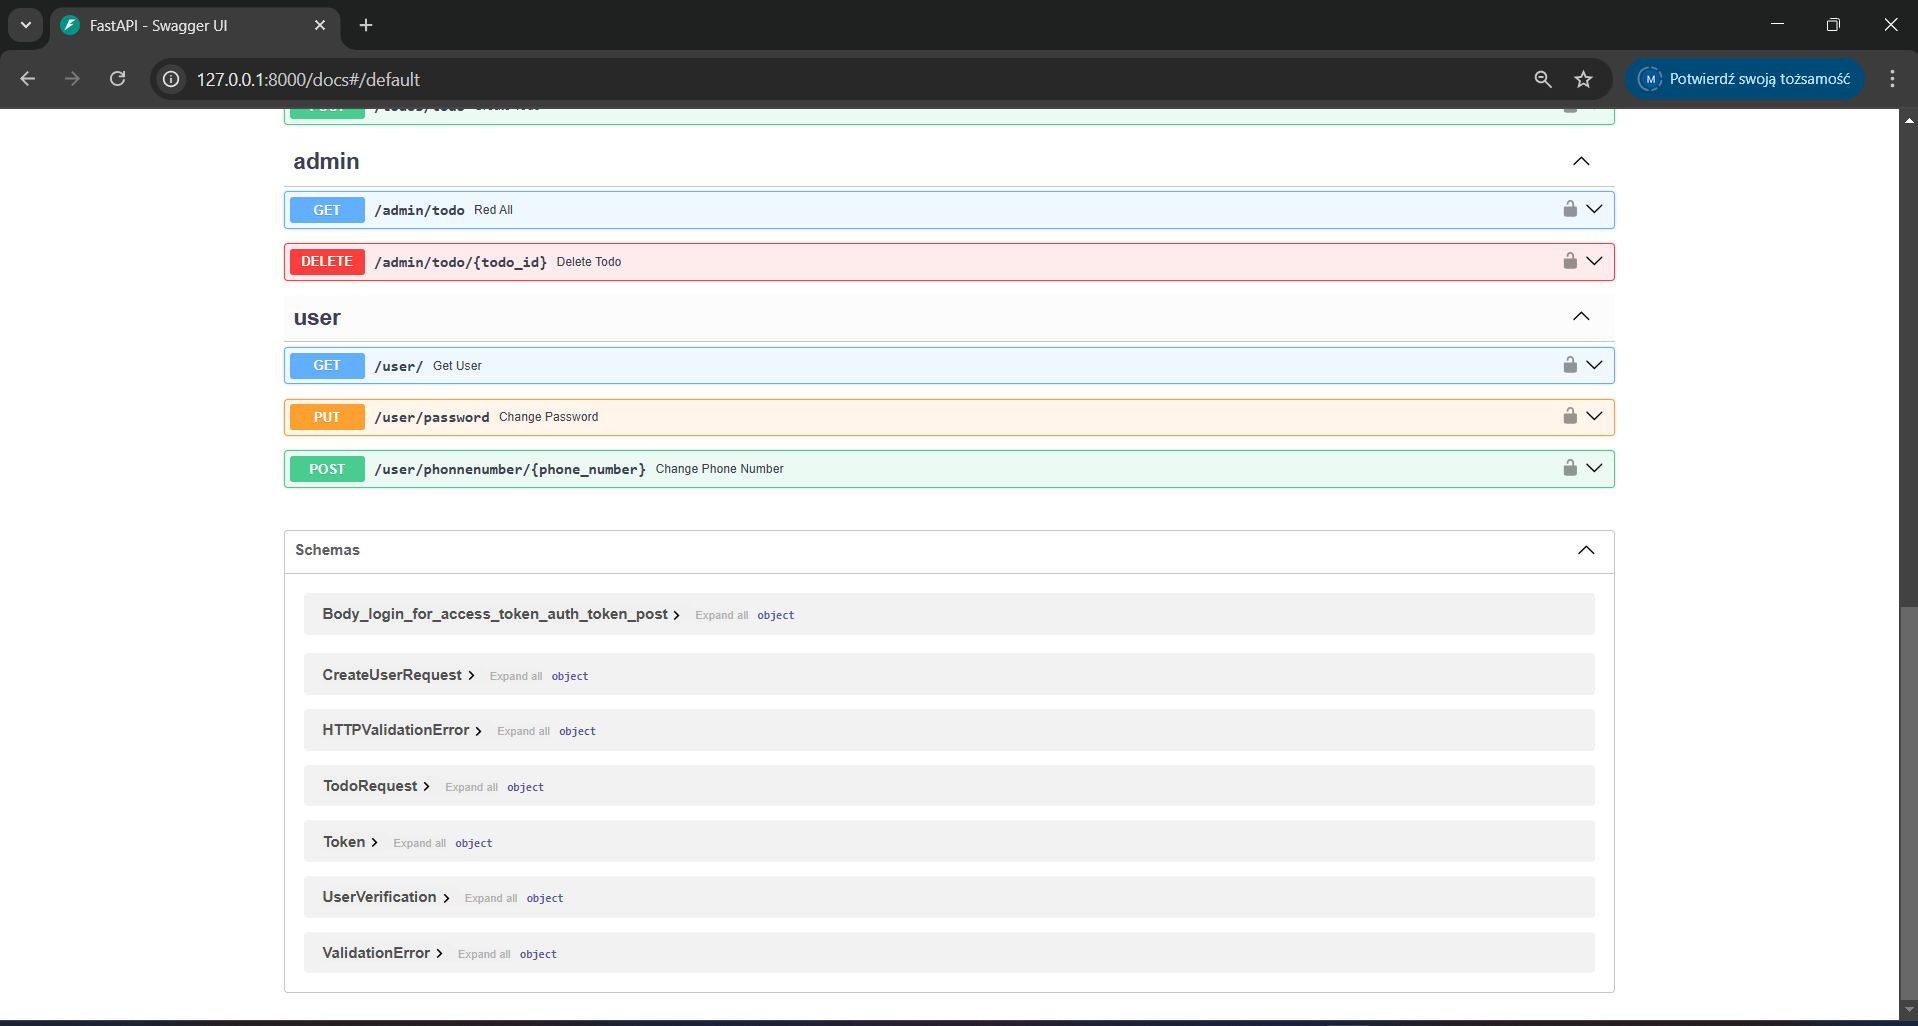 FastAPI - Swagger UI
127.0.0.1:8000/docs#/default
M Potwierdź swoją tożsamość
admin
GET /admin/todo Red All
DELETE /admin/todo/{todo_id} Delete Todo
user
GET /user/ Get User
PUT /user/password Change Password
POST /user/phonnenumber/{phone_number} Change Phone Number
Schemas
Body_login_for_access_token_auth_token_post Expand all object
CreateUserRequest Expand all object
HTTPValidationError Expand all object
TodoRequest Expand all object
Token Expand all object
UserVerification Expand all object
ValidationError Expand all object